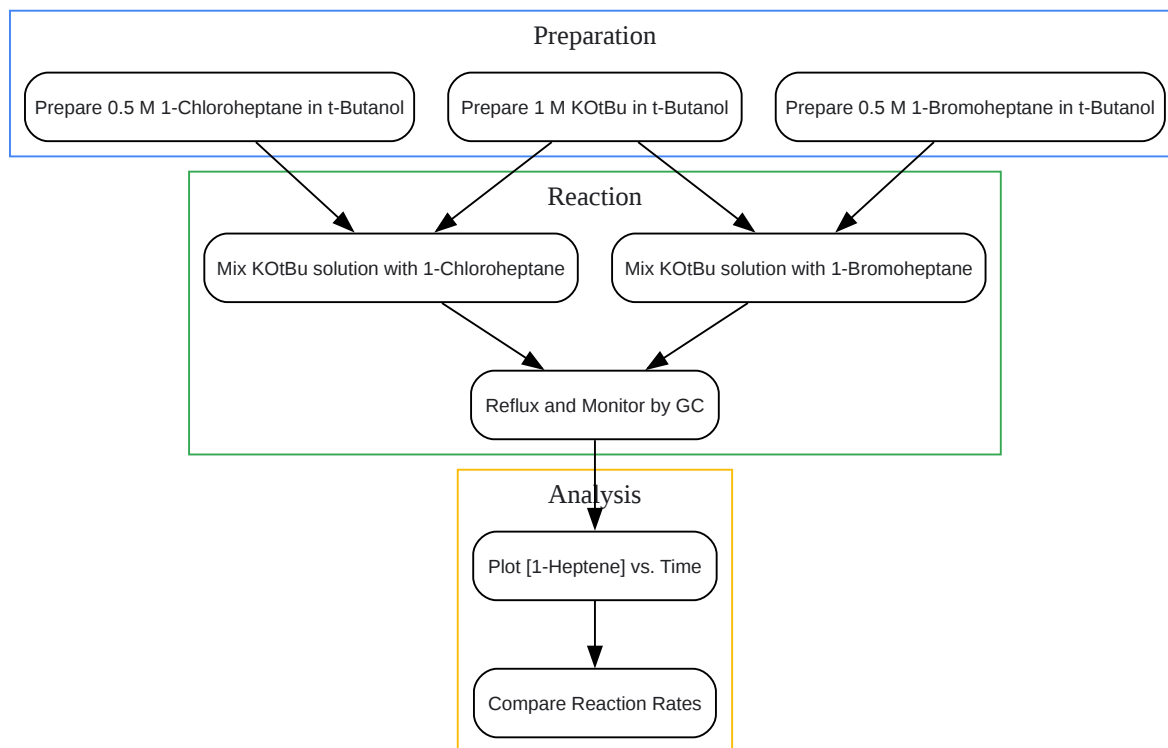 Preparation
Prepare 0.5 M 1-Chloroheptane in t-Butanol
Prepare 1 M KOtBu in t-Butanol
Prepare 0.5 M 1-Bromoheptane in t-Butanol
Reaction
Mix KOtBu solution with 1-Chloroheptane
Mix KOtBu solution with 1-Bromoheptane
Reflux and Monitor by GC
Analysis
Plot [1-Heptene] vs. Time
Compare Reaction Rates